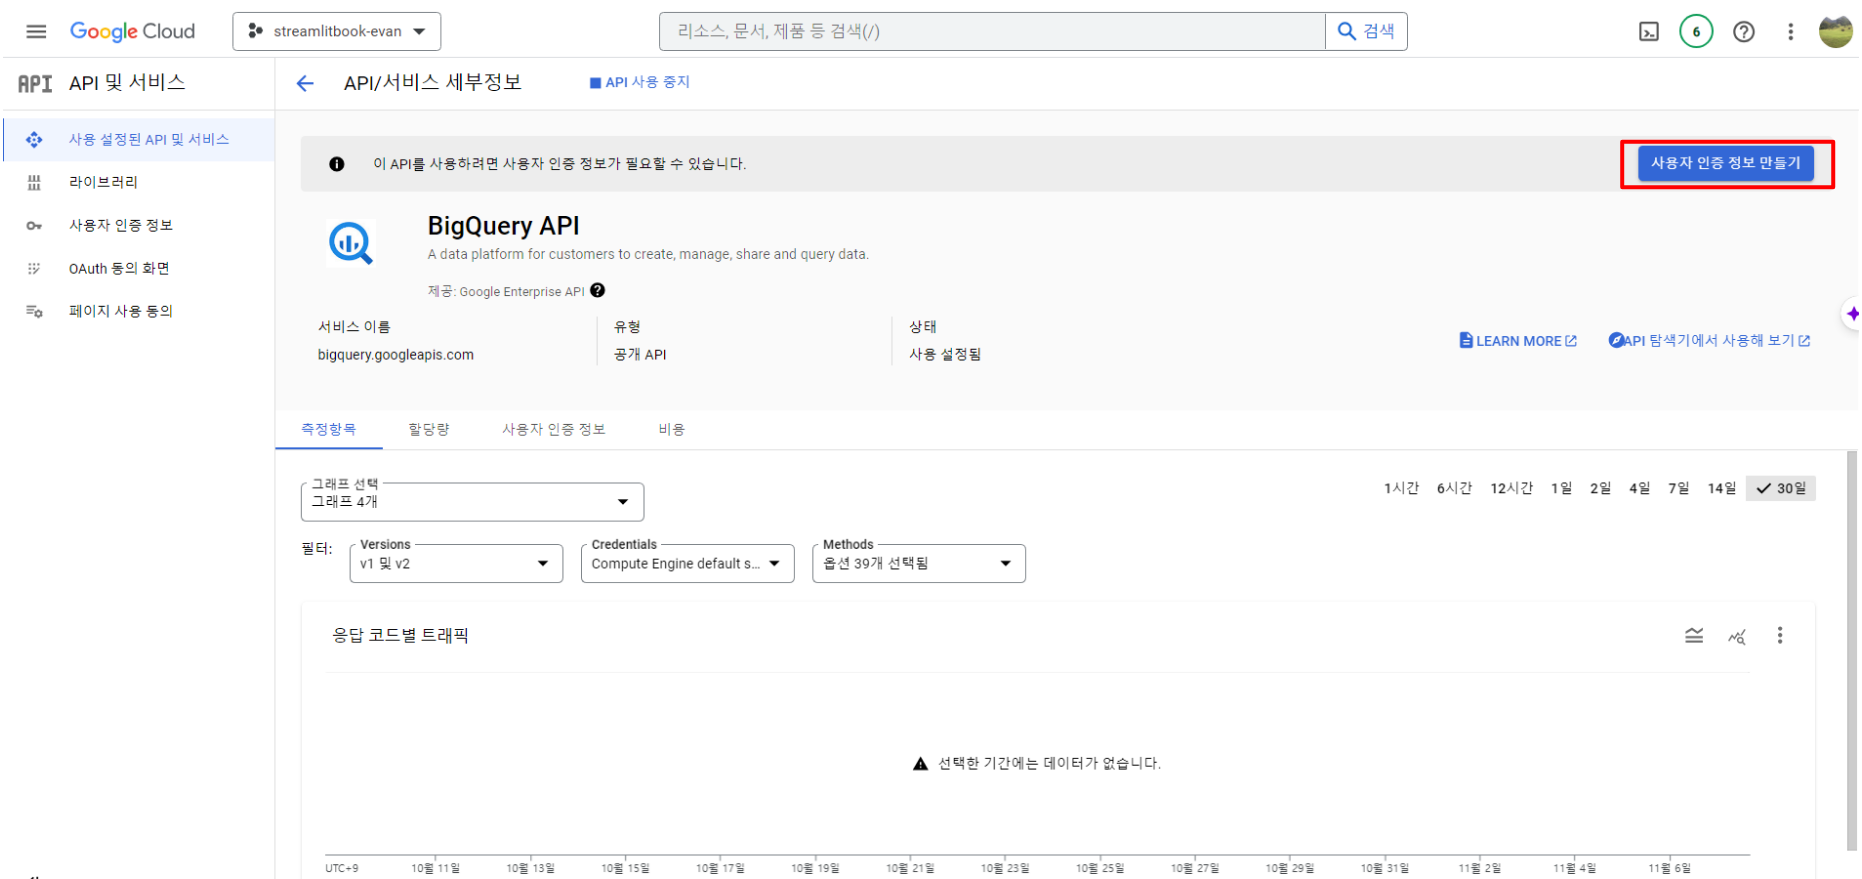 Google Cloud
streamlitbook-evan
리소스, 문서, 제품 등 검색(/)
검색
6
API API 및 서비스
API/서비스 세부정보
API 사용 중지
사용 설정된 API 및 서비스
라이브러리
사용자 인증 정보
OAuth 동의 화면
페이지 사용 동의
이 API를 사용하려면 사용자 인증 정보가 필요할 수 있습니다.
사용자 인증 정보 만들기
BigQuery API
A data platform for customers to create, manage, share and query data.
제공: Google Enterprise API
서비스 이름
bigquery.googleapis.com
유형
공개 API
상태
사용 설정됨
LEARN MORE
API 탐색기에서 사용해 보기
측정항목
할당량
사용자 인증 정보
비용
그래프 선택
그래프 4개
1시간 6시간 12시간 1일 2일 4일 7일 14일 30일
필터:
Versions
v1 및 v2
Credentials
Compute Engine default s...
Methods
옵션 39개 선택됨
응답 코드별 트래픽
선택한 기간에는 데이터가 없습니다.
UTC+9 10월 11일 10월 13일 10월 15일 10월 17일 10월 19일 10월 21일 10월 23일 10월 25일 10월 27일 10월 29일 10월 31일 11월 2일 11월 4일 11월 6일